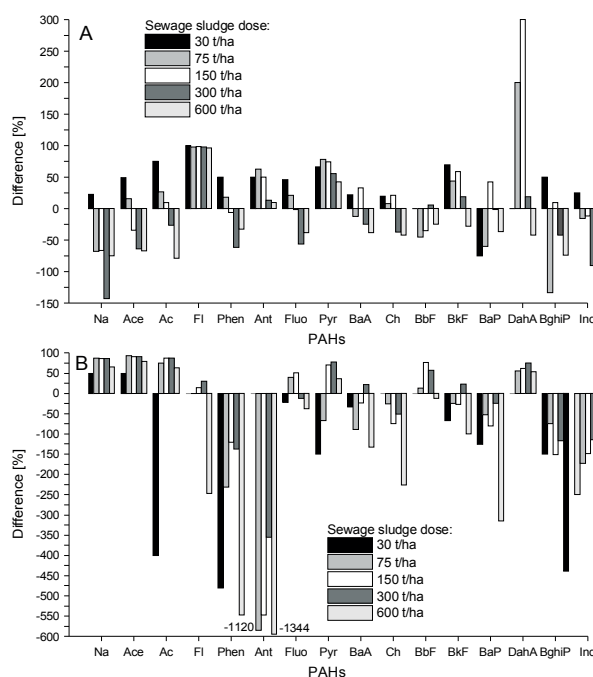 A
Sewage sludge dose:
30 t/ha
75 t/ha
150 t/ha
300 t/ha
600 t/ha
Difference [%]
300
250
200
150
100
50
0
-50
-100
-150
Na Ace Ac Fl Phen Ant Fluo Pyr BaA Ch BbF BkF BaP DahA BghiP Inc
PAHs
B
Difference [%]
100
50
0
-50
-100
-150
-200
-250
-300
-350
-400
-450
-500
-550
-600
Sewage sludge dose:
30 t/ha
75 t/ha
150 t/ha
300 t/ha
600 t/ha
-1120
-1344
Na Ace Ac Fl Phen Ant Fluo Pyr BaA Ch BbF BkF BaP DahA BghiP Inc
PAHs